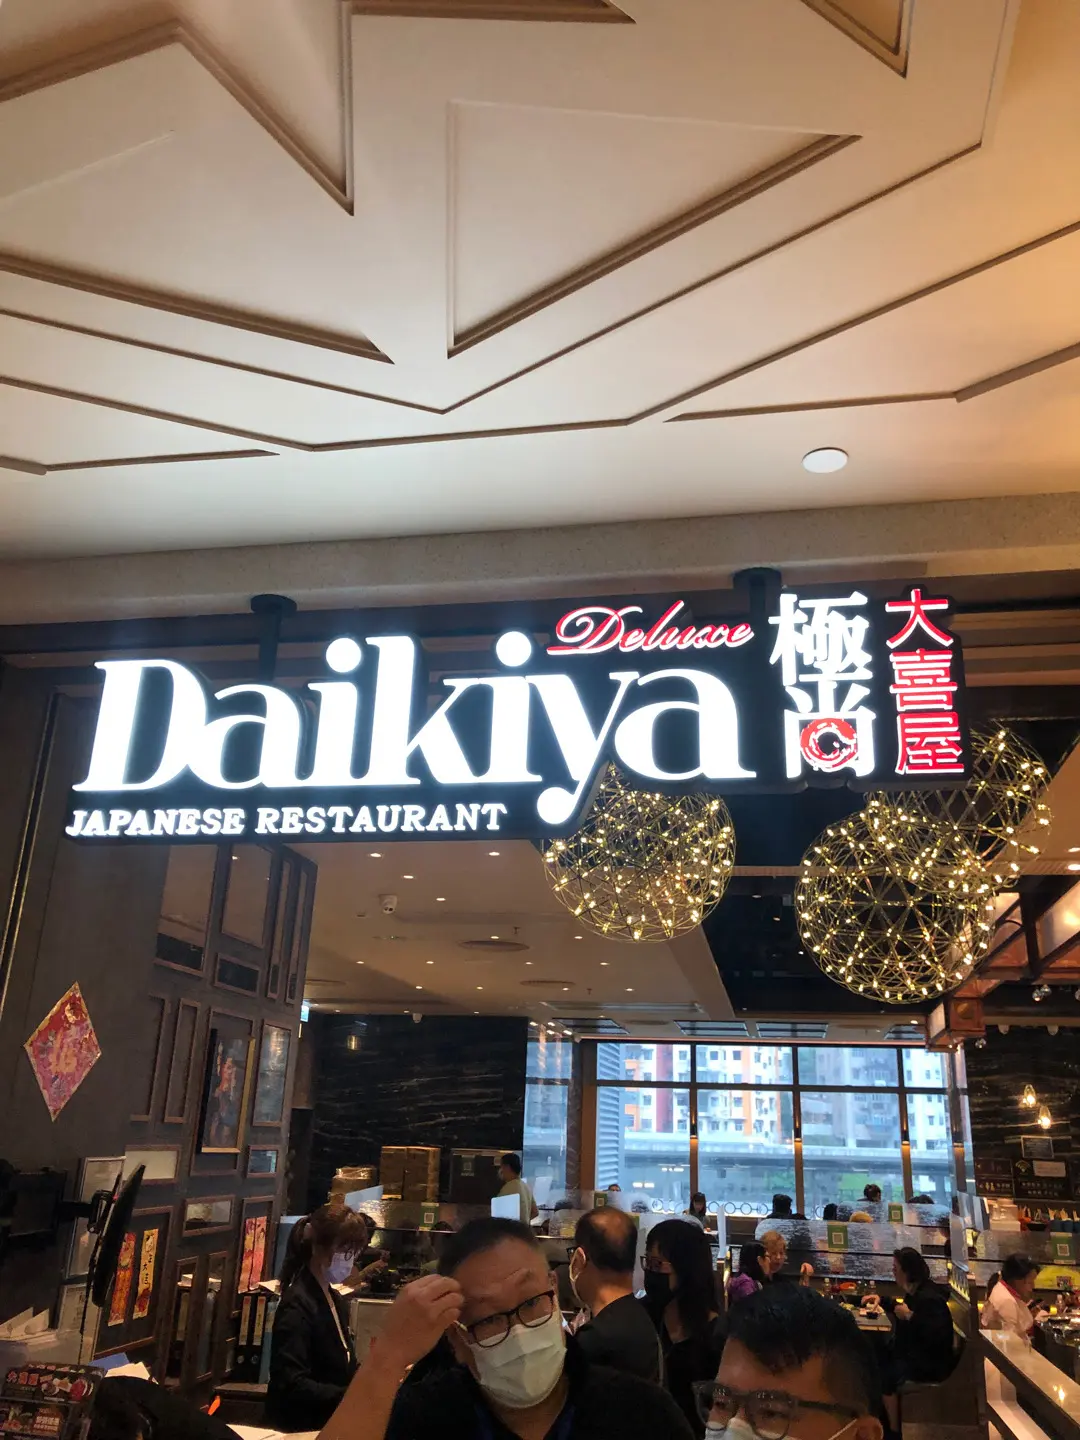 Deluxe
Daikiya
JAPANESE RESTAURANT
極尚
大喜屋